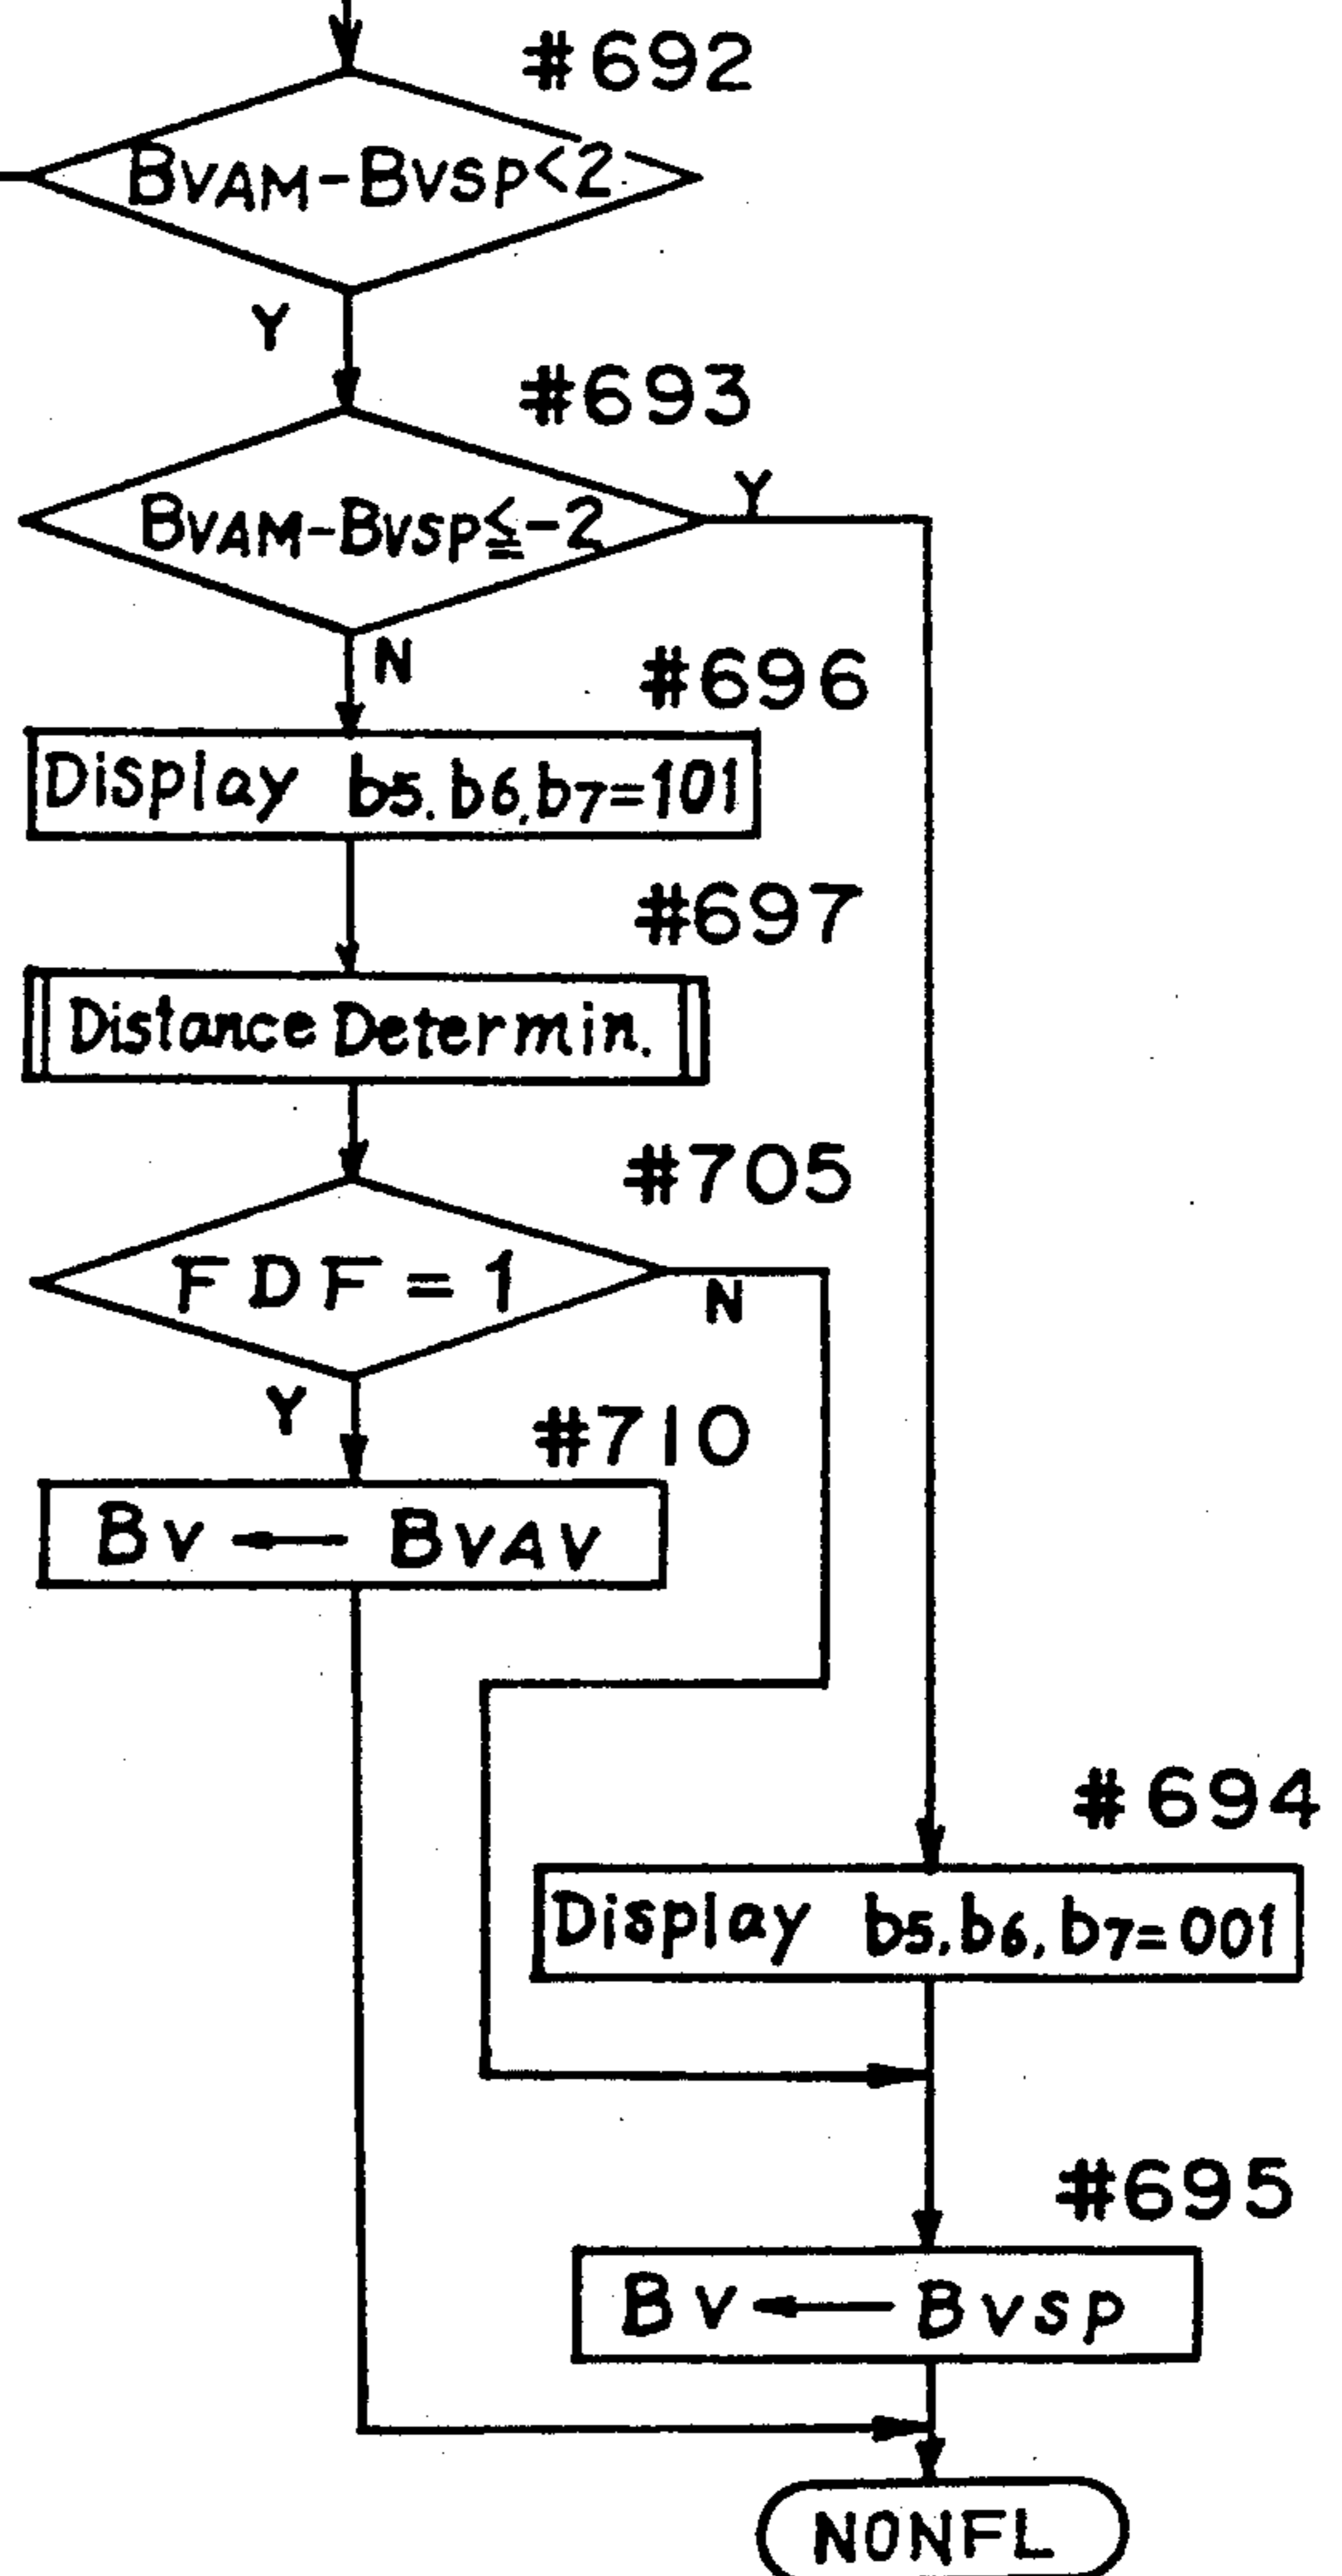 #692
BVAM-BVSP<2
Y
#693
BVAM-BVSP≦-2
Y
N
#696
Display b5.b6.b7=101
#697
Distance Determin.
#705
FDF=1
N
Y
#710
BV ← BVAV
#694
Display b5.b6,b7=001
#695
BV ← BVSP
NONFL